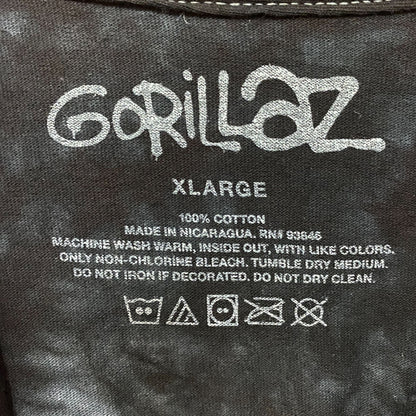 GORILLAZ
XLARGE
100% COTTON
MADE IN NICARAGUA. RN# 93846
MACHINE WASH WARM, INSIDE OUT, WITH LIKE COLORS.
ONLY NON-CHLORINE BLEACH. TUMBLE DRY MEDIUM.
DO NOT IRON IF DECORATED. DO NOT DRY CLEAN.